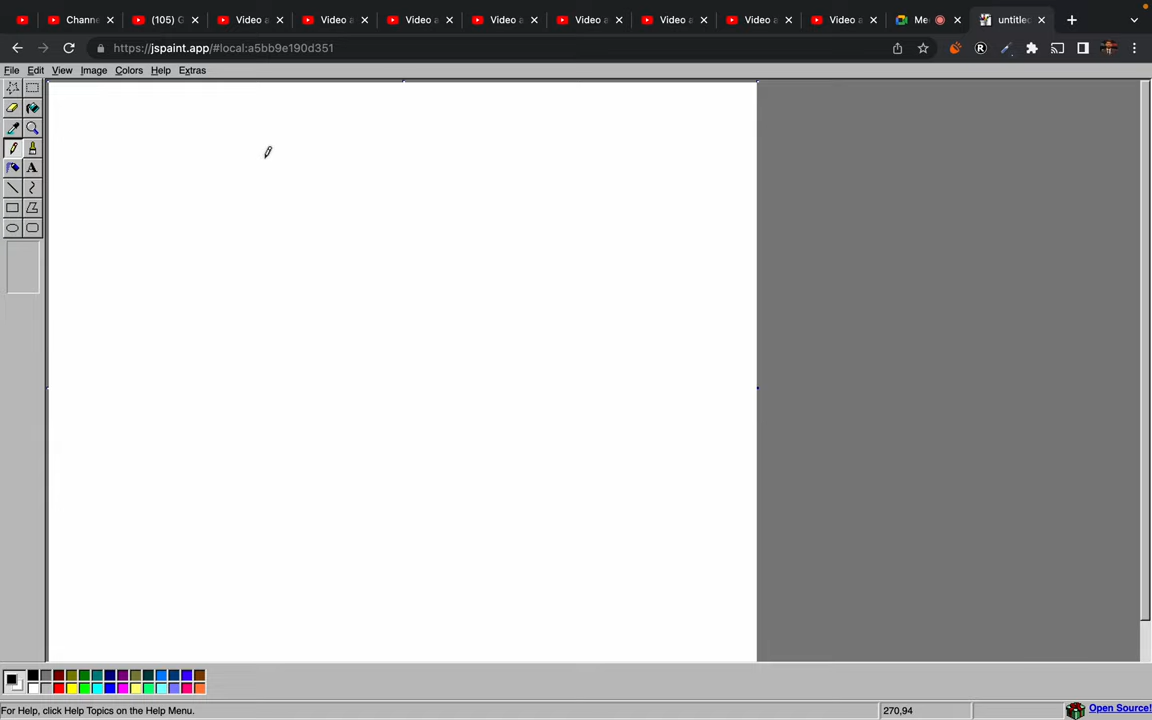 Channe
(105) G
Video a
Video a
Video a
Video a
Video a
Video a
Video a
Video a
Me
untitled
https://jspaint.app/#local:a5bb9e190d351
File Edit View Image Colors Help Extras
A
For Help, click Help Topics on the Help Menu.
270,94
Open Source!